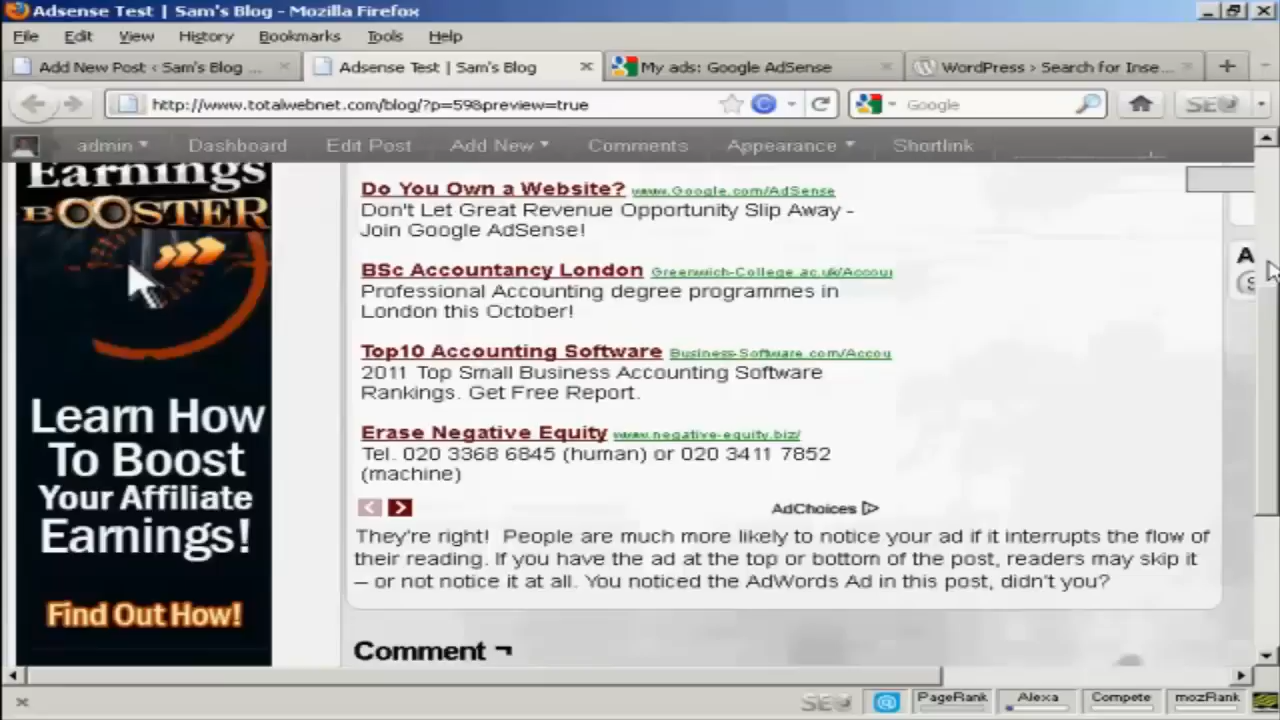 Adsense Test | Sam's Blog - Mozilla Firefox
File Edit View History Bookmarks Tools Help
Add New Post ‹ Sam's Blog ...
Adsense Test | Sam's Blog
My ads: Google AdSense
WordPress › Search for Inse...
http://www.totalwebnet.com/blog/?p=598preview=true
Google
admin Dashboard Edit Post Add New Comments Appearance Shortlink
Earnings
BOOSTER
Learn How
To Boost
Your Affiliate
Earnings!
Find Out How!
Do You Own a Website? www.Google.com/AdSense
Don't Let Great Revenue Opportunity Slip Away -
Join Google AdSense!
BSc Accountancy London Greenwich-College.ac.uk/Accou
Professional Accounting degree programmes in
London this October!
Top10 Accounting Software Business-Software.com/Accou
2011 Top Small Business Accounting Software
Rankings. Get Free Report.
Erase Negative Equity www.negative-equity.biz/
Tel. 020 3368 6845 (human) or 020 3411 7852
(machine)
AdChoices
They're right! People are much more likely to notice your ad if it interrupts the flow of
their reading. If you have the ad at the top or bottom of the post, readers may skip it
– or not notice it at all. You noticed the AdWords Ad in this post, didn't you?
Comment ¬
A
PageRank Alexa Compete mozRank